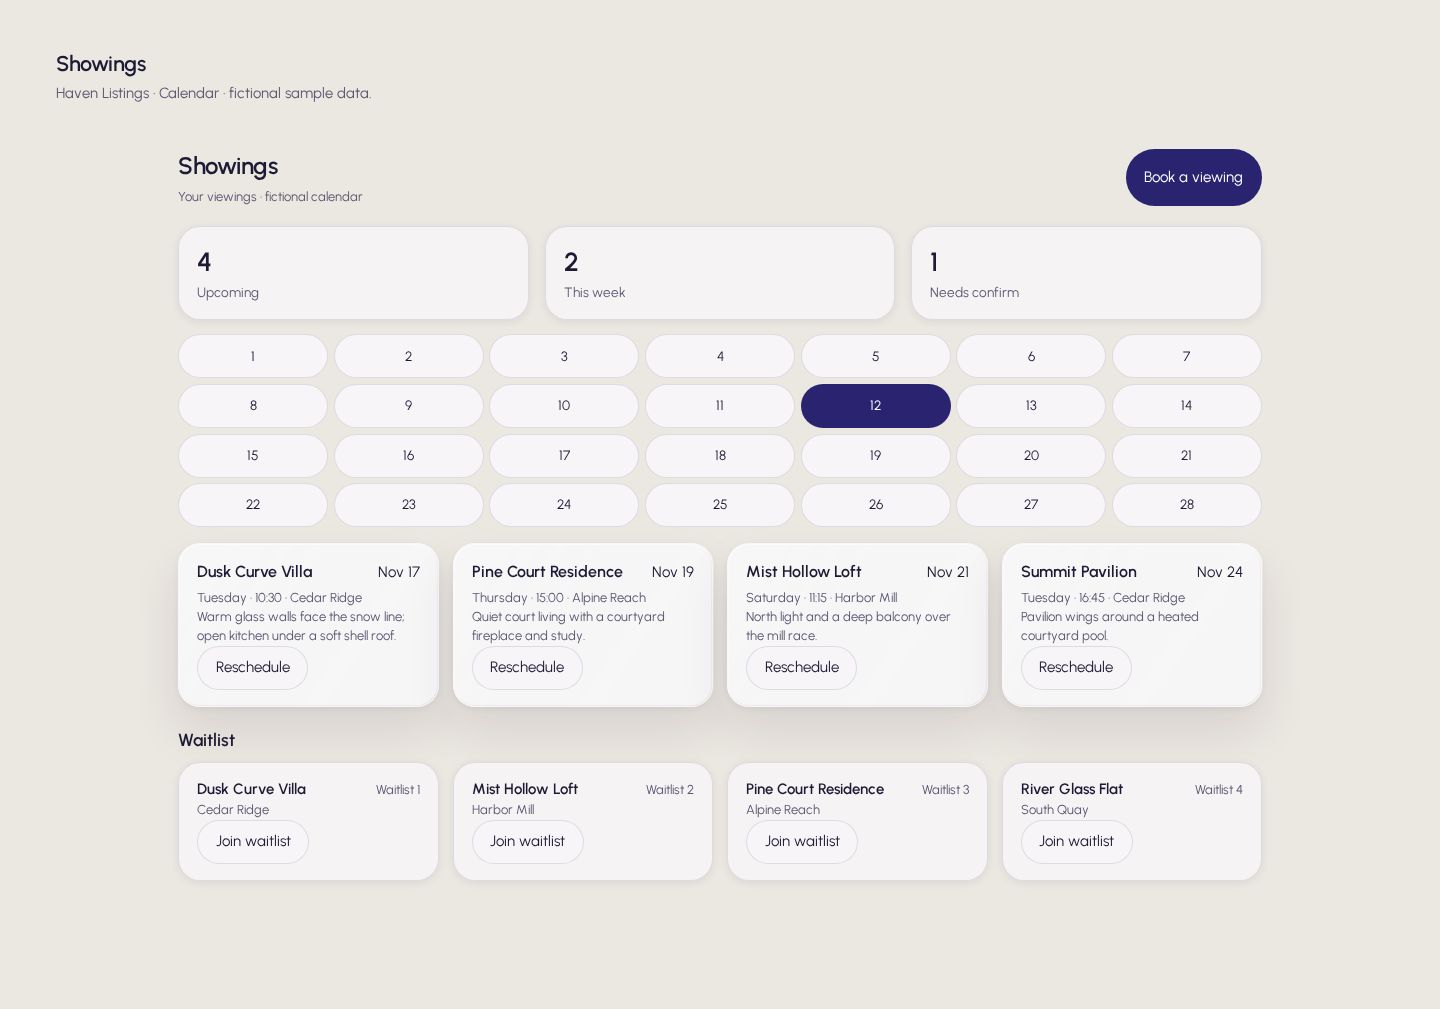 Showings
Haven Listings · Calendar · fictional sample data.
Showings
Your viewings · fictional calendar
Book a viewing
4
Upcoming
2
This week
1
Needs confirm
1 2 3 4 5 6 7
8 9 10 11 12 13 14
15 16 17 18 19 20 21
22 23 24 25 26 27 28
Dusk Curve Villa Nov 17
Tuesday · 10:30 · Cedar Ridge
Warm glass walls face the snow line;
open kitchen under a soft shell roof.
Reschedule
Pine Court Residence Nov 19
Thursday · 15:00 · Alpine Reach
Quiet court living with a courtyard
fireplace and study.
Reschedule
Mist Hollow Loft Nov 21
Saturday · 11:15 · Harbor Mill
North light and a deep balcony over
the mill race.
Reschedule
Summit Pavilion Nov 24
Tuesday · 16:45 · Cedar Ridge
Pavilion wings around a heated
courtyard pool.
Reschedule
Waitlist
Dusk Curve Villa Waitlist 1
Cedar Ridge
Join waitlist
Mist Hollow Loft Waitlist 2
Harbor Mill
Join waitlist
Pine Court Residence Waitlist 3
Alpine Reach
Join waitlist
River Glass Flat Waitlist 4
South Quay
Join waitlist